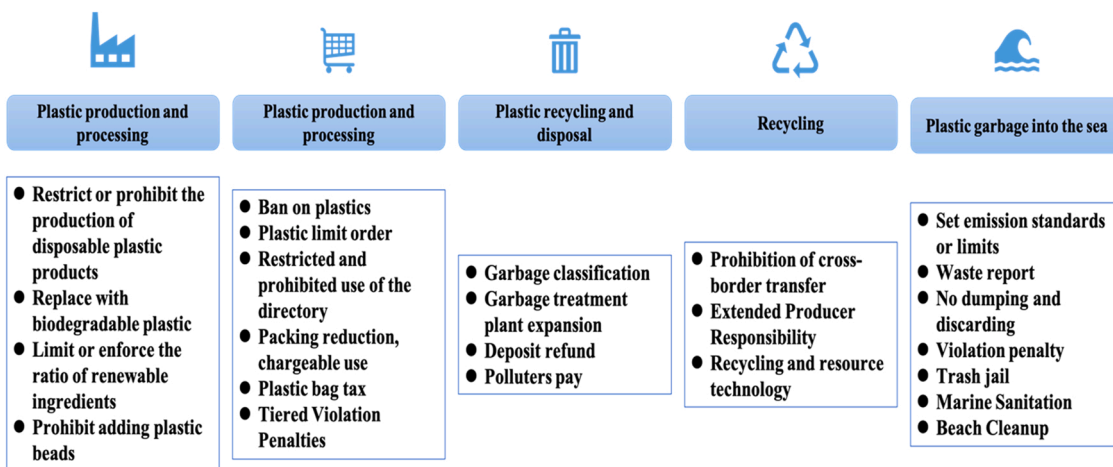 Plastic production and
processing
Plastic production and
processing
Plastic recycling and
disposal
Recycling
Plastic garbage into the sea
● Restrict or prohibit the
production of
disposable plastic
products
● Replace with
biodegradable plastic
● Limit or enforce the
ratio of renewable
ingredients
● Prohibit adding plastic
beads
● Ban on plastics
● Plastic limit order
● Restricted and
prohibited use of the
directory
● Packing reduction,
chargeable use
● Plastic bag tax
● Tiered Violation
Penalties
● Garbage classification
● Garbage treatment
plant expansion
● Deposit refund
● Polluters pay
● Prohibition of cross-
border transfer
● Extended Producer
Responsibility
● Recycling and resource
technology
● Set emission standards
or limits
● Waste report
● No dumping and
discarding
● Violation penalty
● Trash jail
● Marine Sanitation
● Beach Cleanup